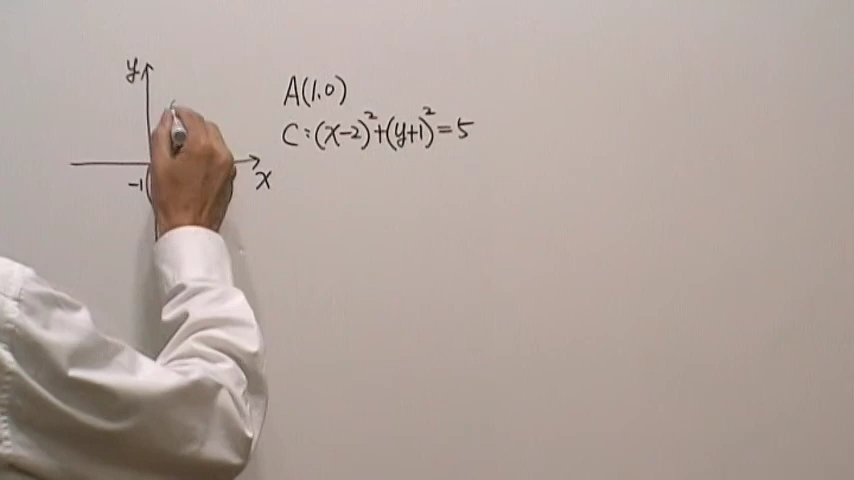 y
A(1,0)
C:(x-2)²+(y+1)²=5
-1
x